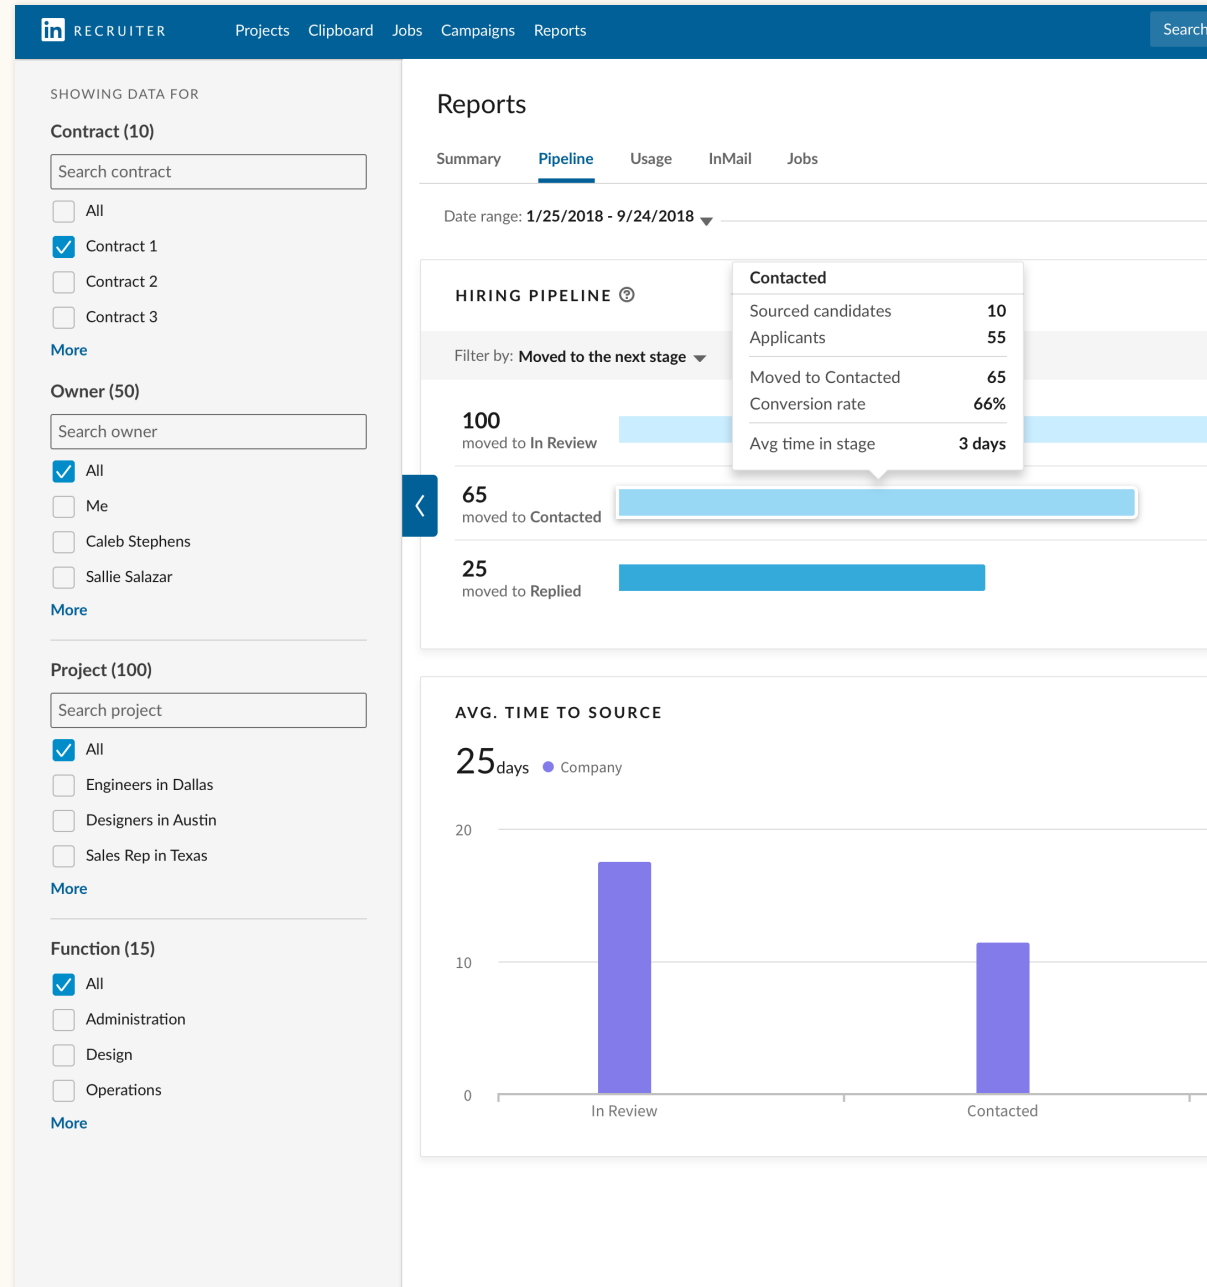 in RECRUITER Projects Clipboard Jobs Campaigns Reports Search
SHOWING DATA FOR
Contract (10)
Search contract
All
Contract 1
Contract 2
Contract 3
More
Owner (50)
Search owner
All
Me
Caleb Stephens
Sallie Salazar
More
Project (100)
Search project
All
Engineers in Dallas
Designers in Austin
Sales Rep in Texas
More
Function (15)
All
Administration
Design
Operations
More
Reports
Summary Pipeline Usage InMail Jobs
Date range: 1/25/2018 - 9/24/2018
HIRING PIPELINE ?
Filter by: Moved to the next stage
100
moved to In Review
65
moved to Contacted
25
moved to Replied
Contacted
Sourced candidates 10
Applicants 55
Moved to Contacted 65
Conversion rate 66%
Avg time in stage 3 days
AVG. TIME TO SOURCE
25days Company
20
10
0
In Review Contacted